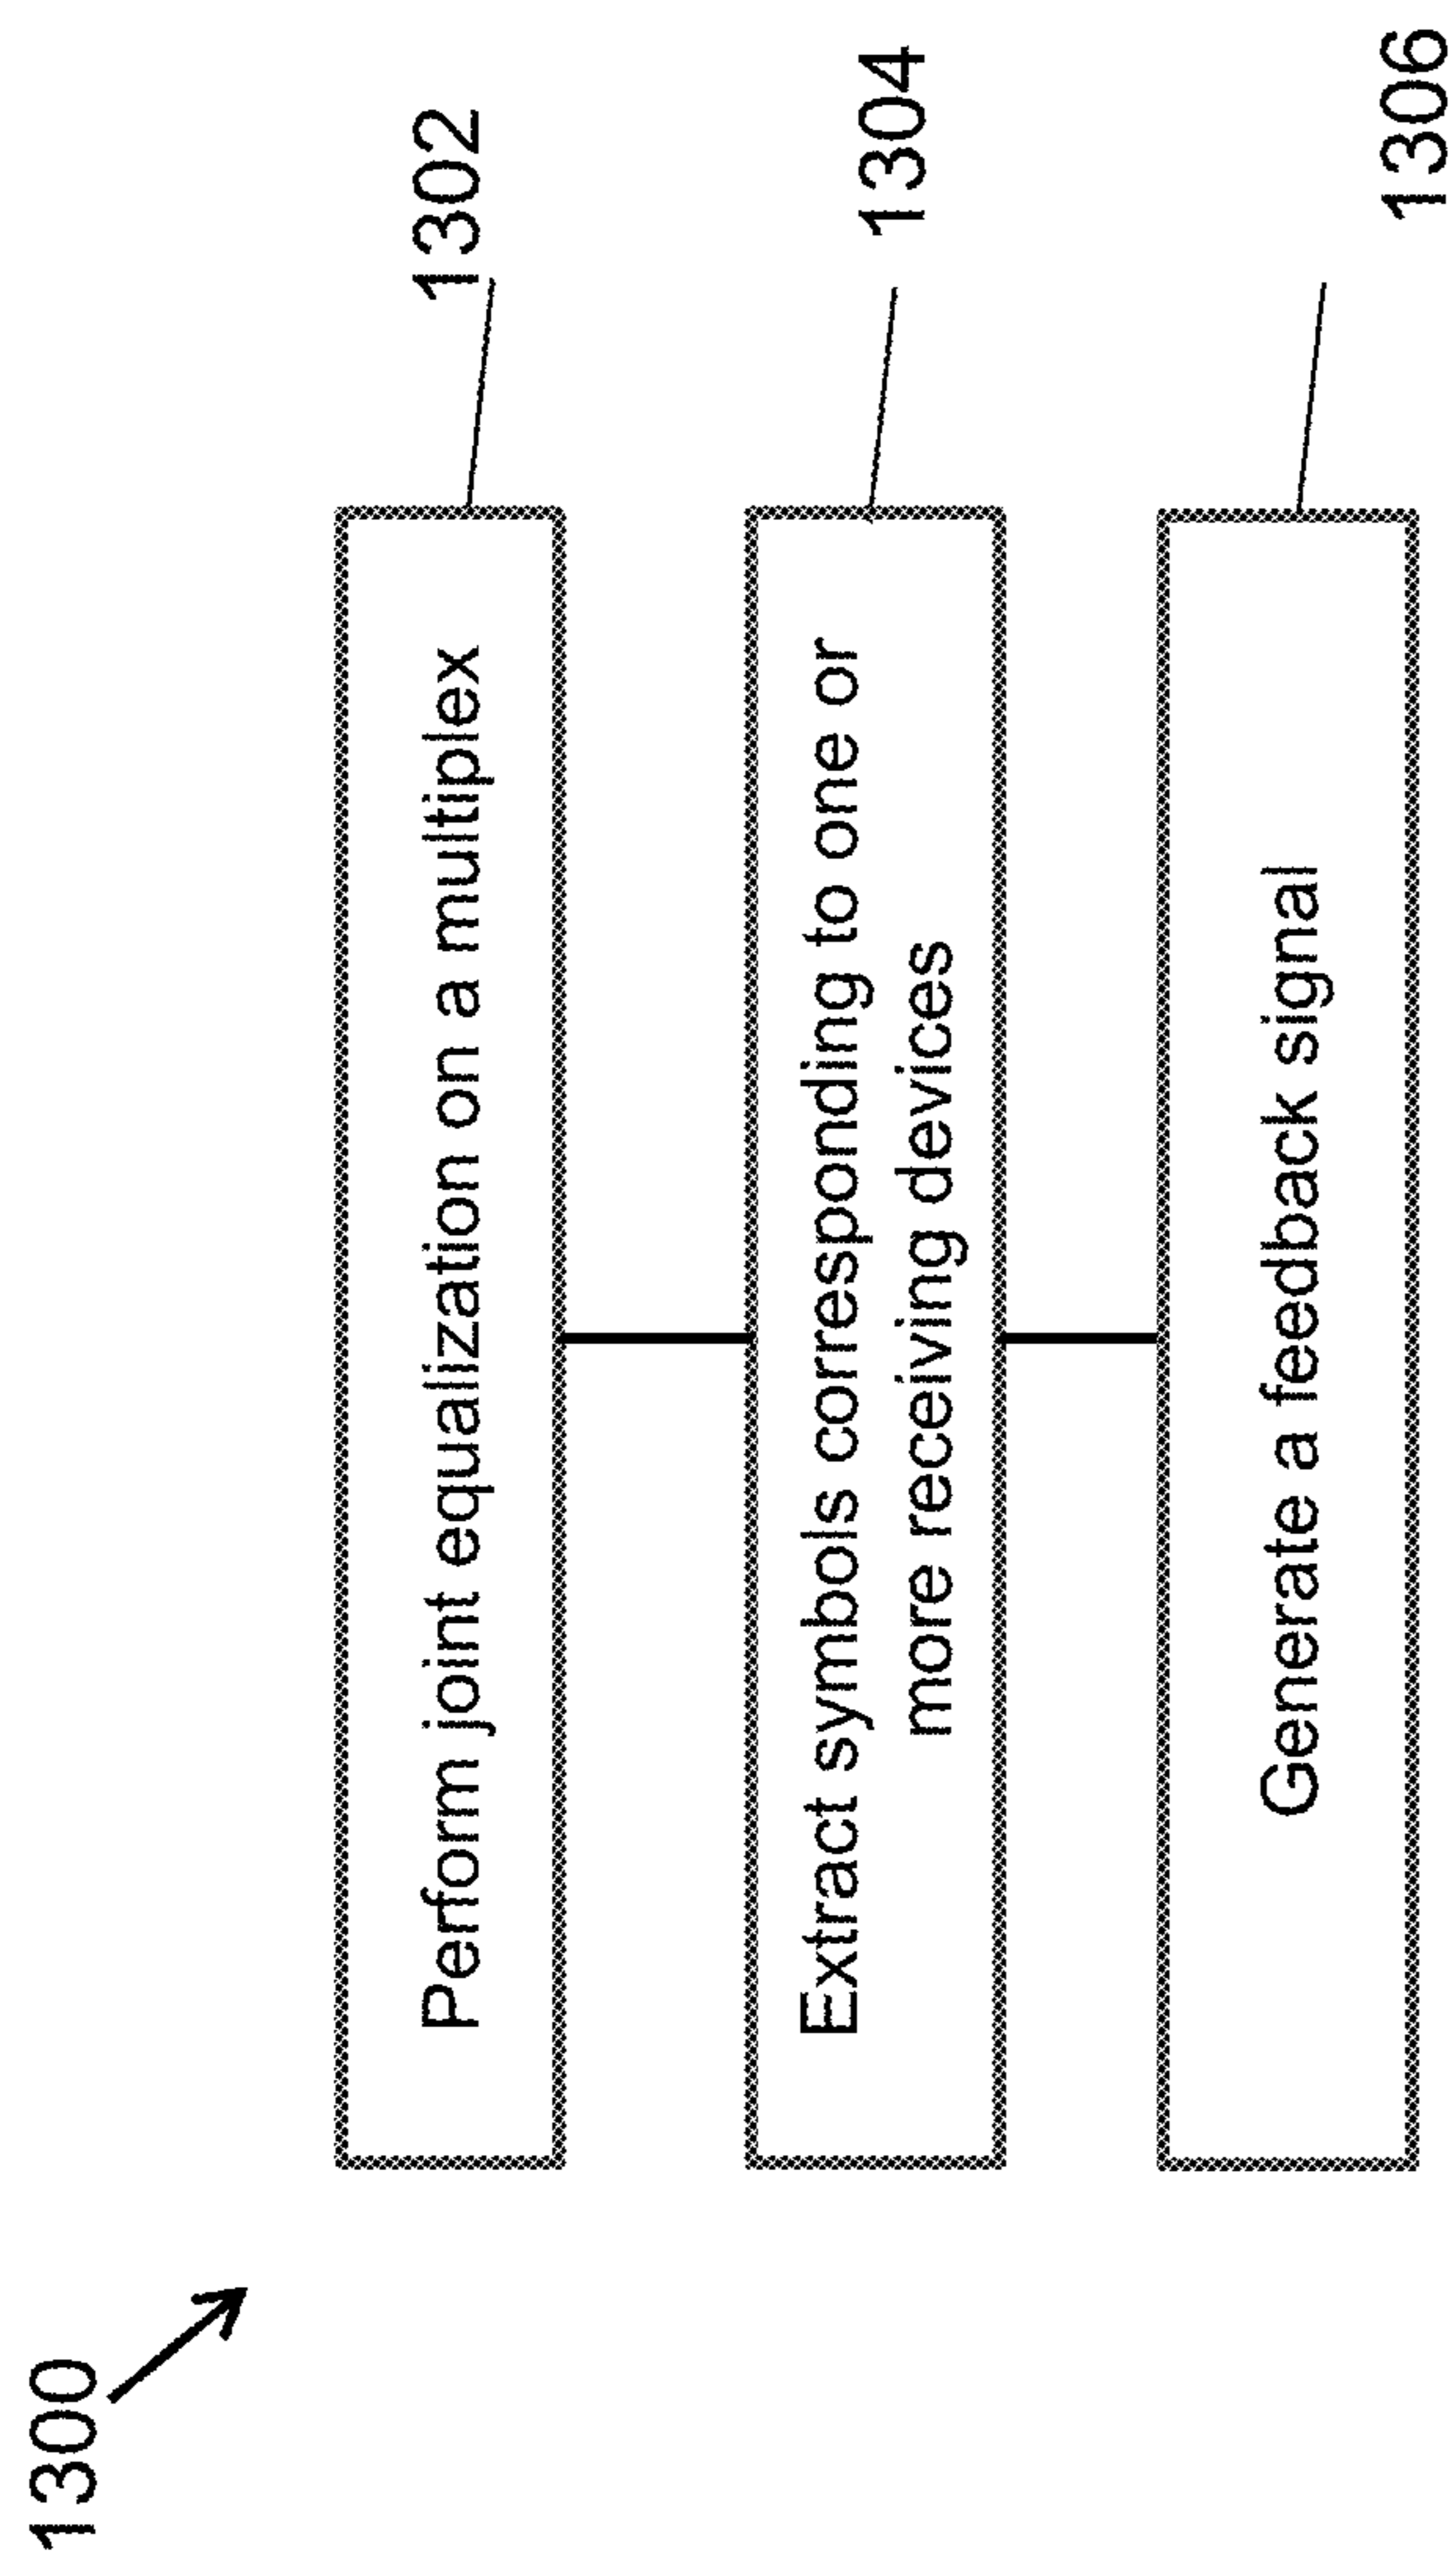 1300
Perform joint equalization on a multiplex
1302
Extract symbols corresponding to one or
more receiving devices
1304
Generate a feedback signal
1306